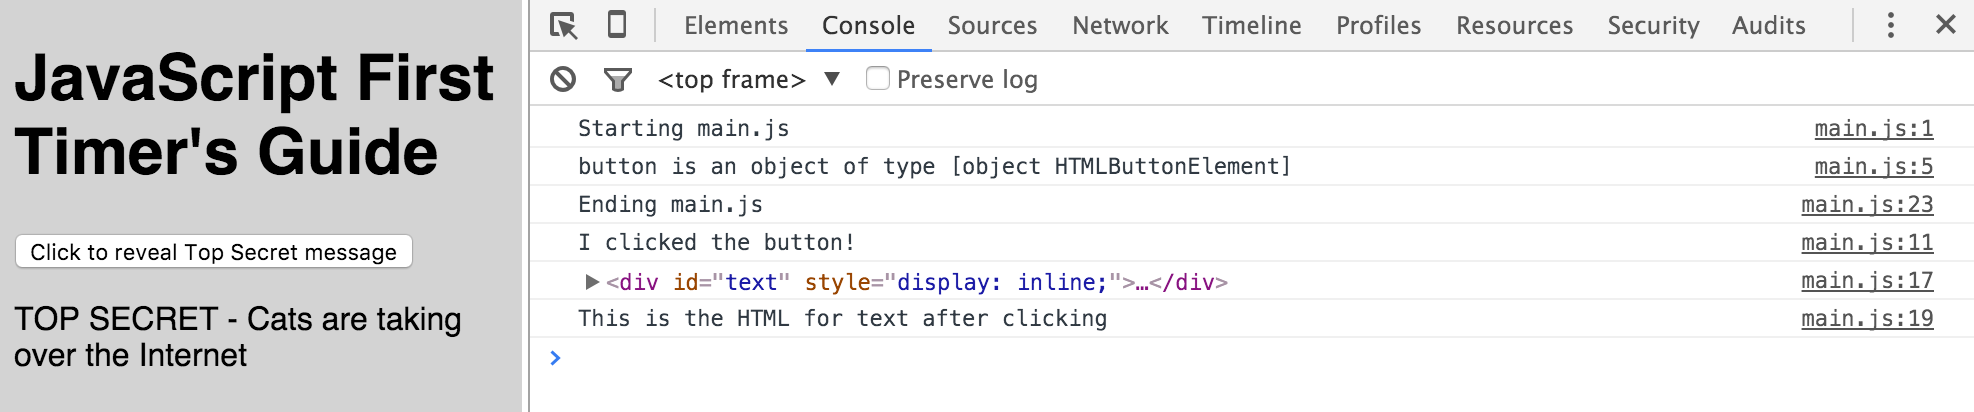 JavaScript First
Timer's Guide
Click to reveal Top Secret message
TOP SECRET - Cats are taking
over the Internet
Elements Console Sources Network Timeline Profiles Resources Security Audits
<top frame> ▼ Preserve log
Starting main.js main.js:1
button is an object of type [object HTMLButtonElement] main.js:5
Ending main.js main.js:23
I clicked the button! main.js:11
▶<div id="text" style="display: inline;">…</div> main.js:17
This is the HTML for text after clicking main.js:19